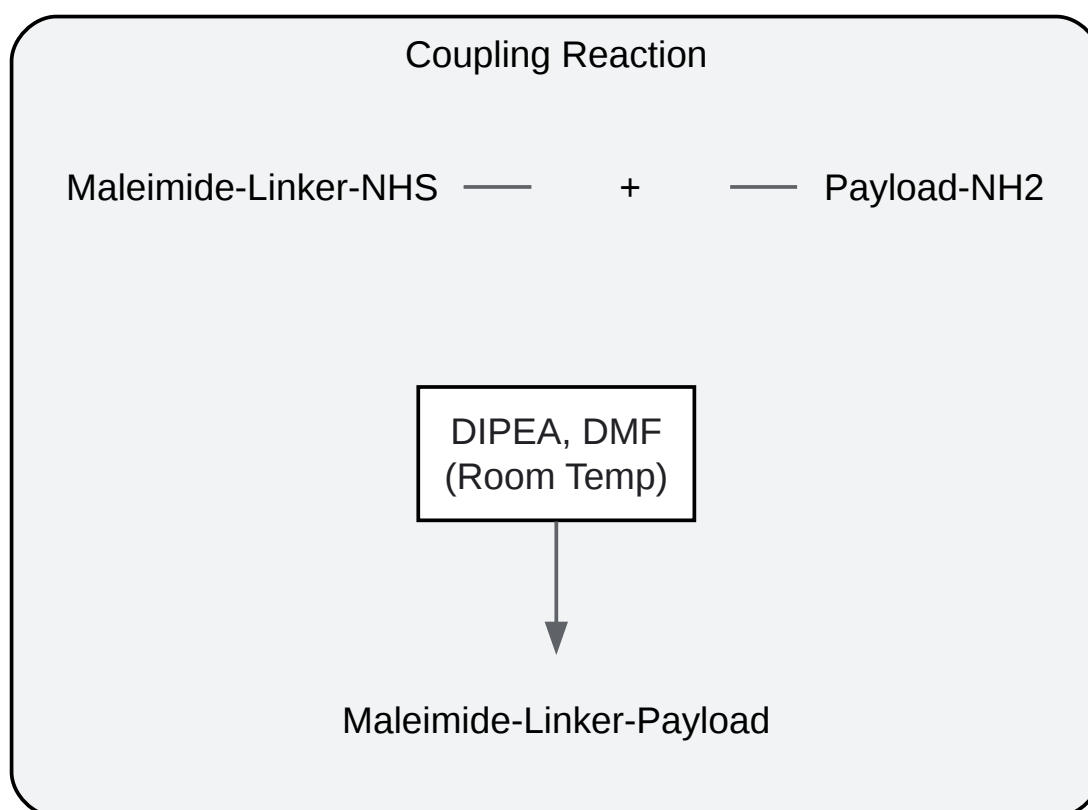 Coupling Reaction
Maleimide-Linker-NHS + Payload-NH2
DIPEA, DMF
(Room Temp)
Maleimide-Linker-Payload